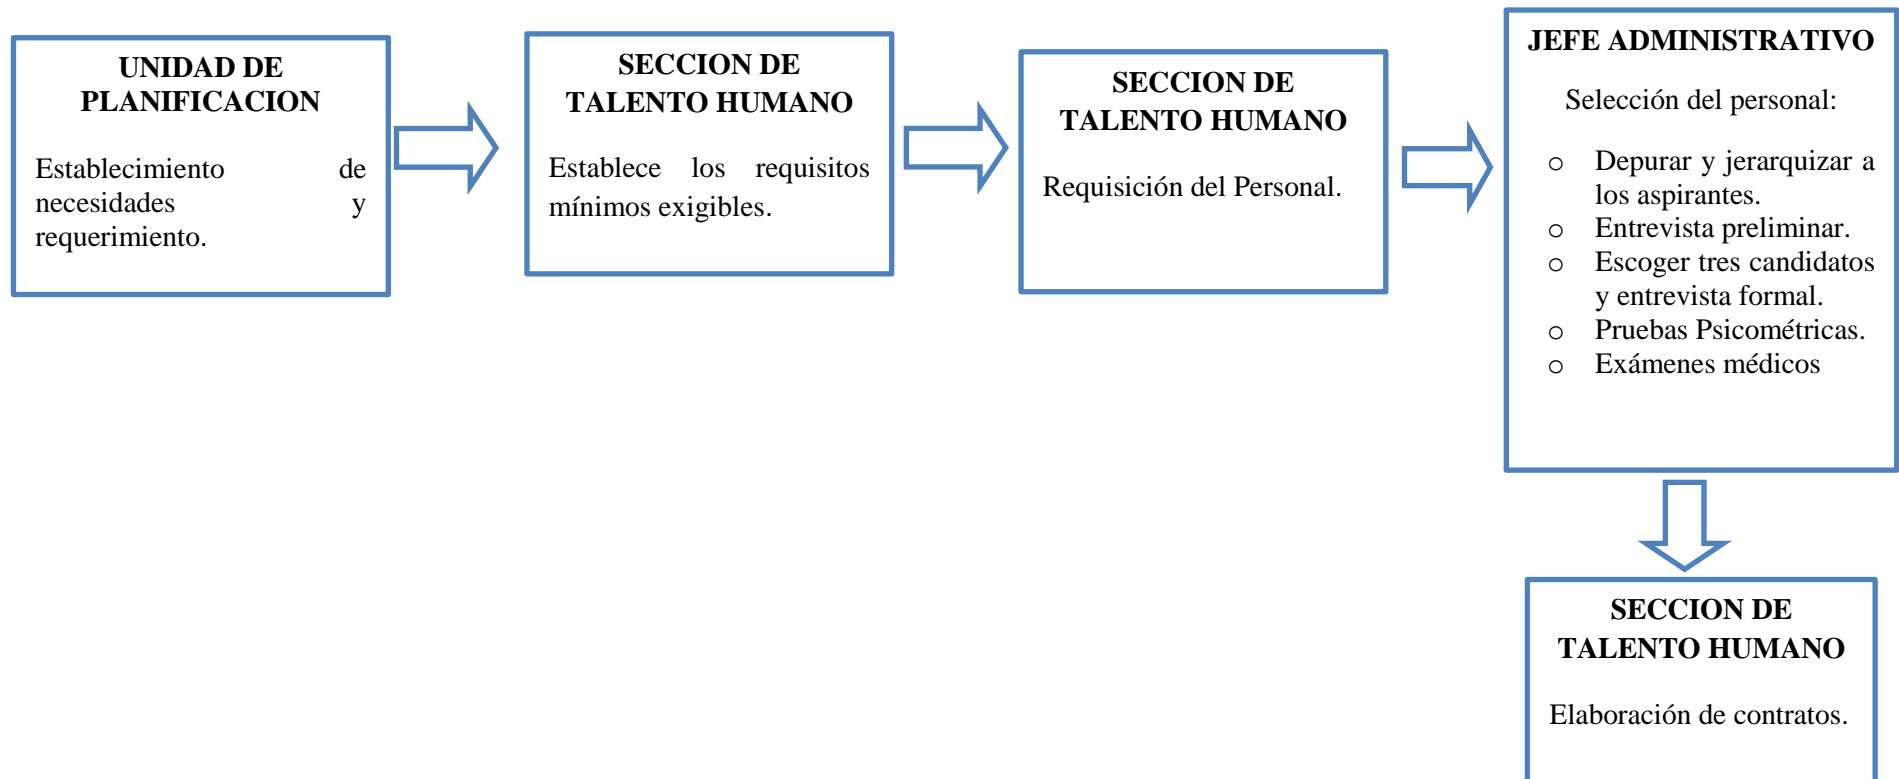 UNIDAD DE
PLANIFICACION
Establecimiento de
necesidades y
requerimiento.
SECCION DE
TALENTO HUMANO
Establece los requisitos
mínimos exigibles.
SECCION DE
TALENTO HUMANO
Requisición del Personal.
JEFE ADMINISTRATIVO
Selección del personal:
o Depurar y jerarquizar a
los aspirantes.
o Entrevista preliminar.
o Escoger tres candidatos
y entrevista formal.
o Pruebas Psicométricas.
o Exámenes médicos
SECCION DE
TALENTO HUMANO
Elaboración de contratos.